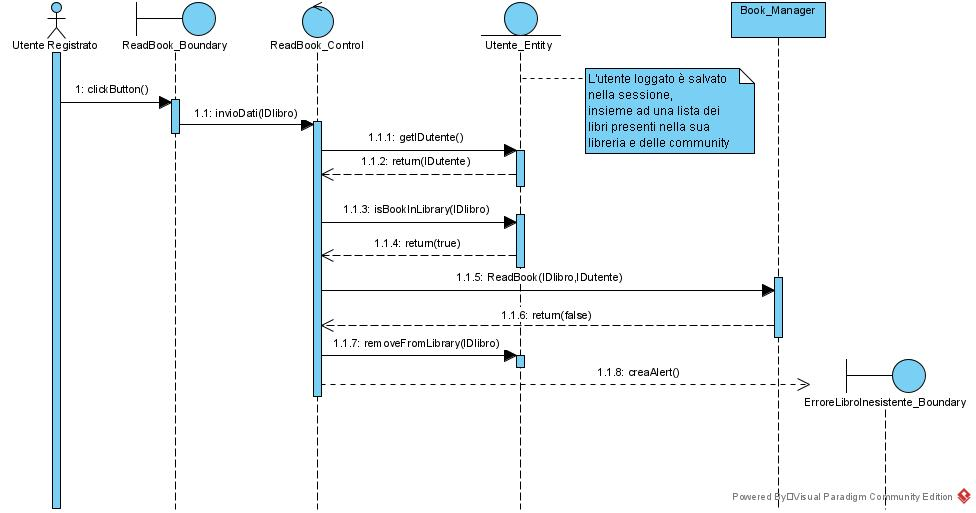 Utente Registrato
ReadBook_Boundary
ReadBook_Control
Utente_Entity
Book_Manager
L'utente loggato è salvato
nella sessione,
insieme ad una lista dei
libri presenti nella sua
libreria e delle community
1: clickButton()
1.1: invioDati(IDlibro)
1.1.1: getIDutente()
1.1.2: return(IDutente)
1.1.3: isBookInLibrary(IDlibro)
1.1.4: return(true)
1.1.5: ReadBook(IDlibro,IDutente)
1.1.6: return(false)
1.1.7: removeFromLibrary(IDlibro)
1.1.8: creaAlert()
ErroreLibroInesistente_Boundary
Powered By Visual Paradigm Community Edition